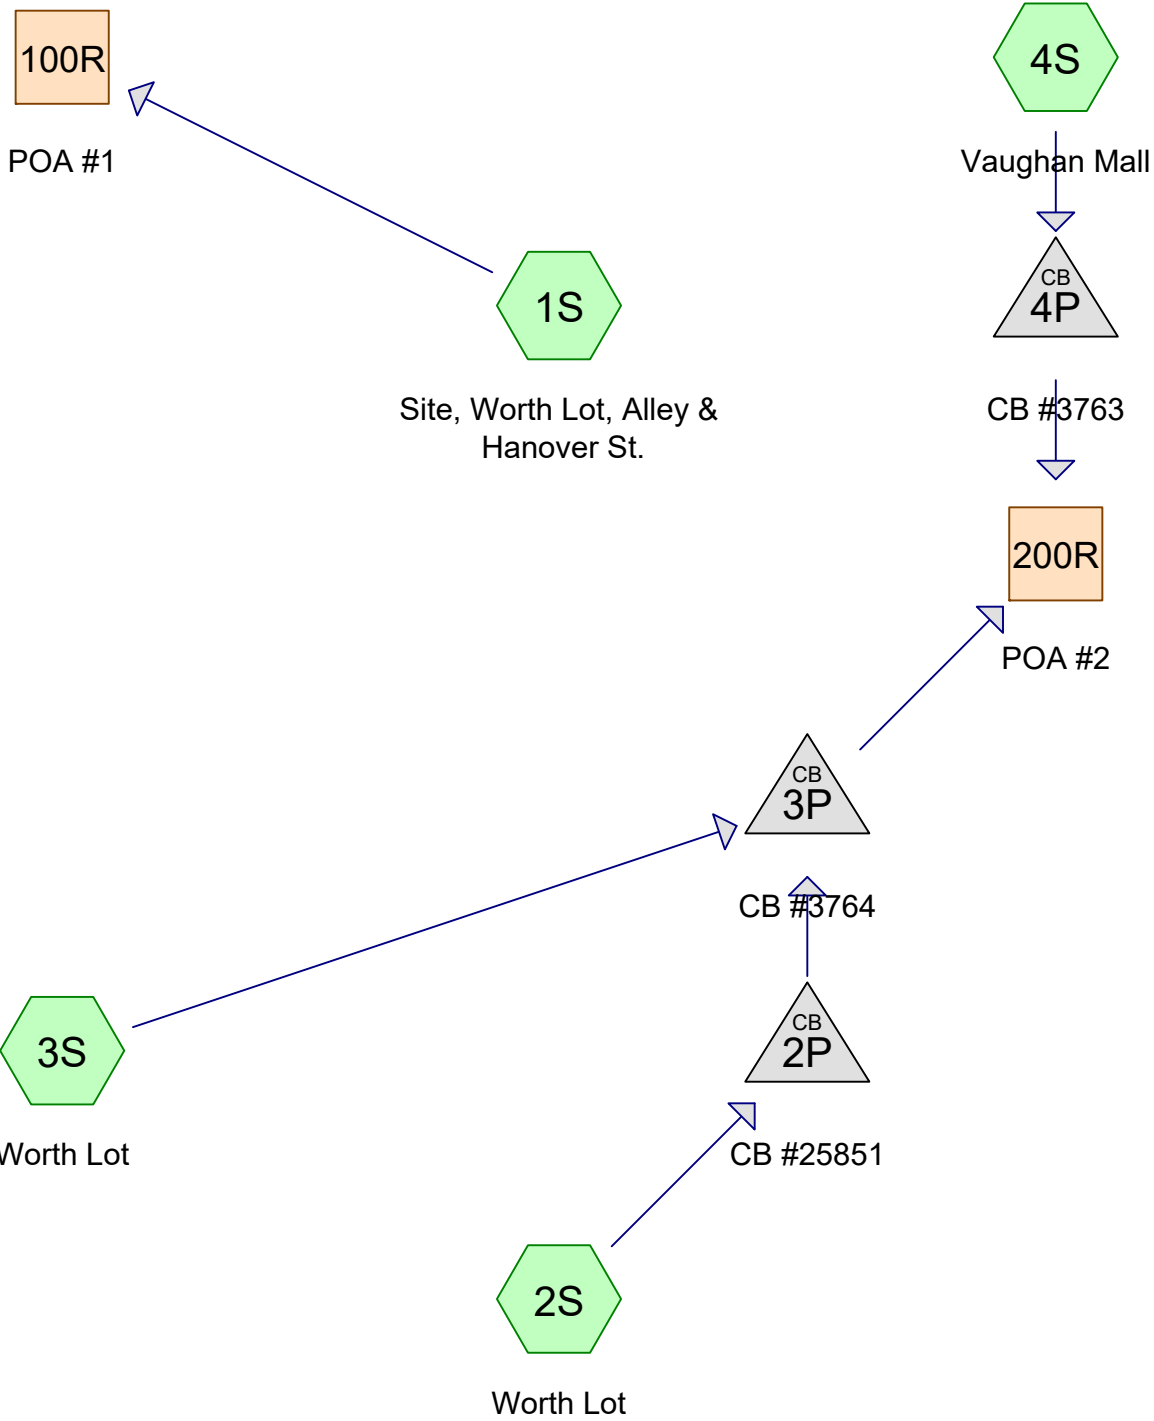 100R
POA #1
4S
Vaughan Mall
1S
Site, Worth Lot, Alley &
Hanover St.
CB
4P
CB #3763
200R
POA #2
CB
3P
CB #3764
3S
Worth Lot
CB
2P
CB #25851
2S
Worth Lot